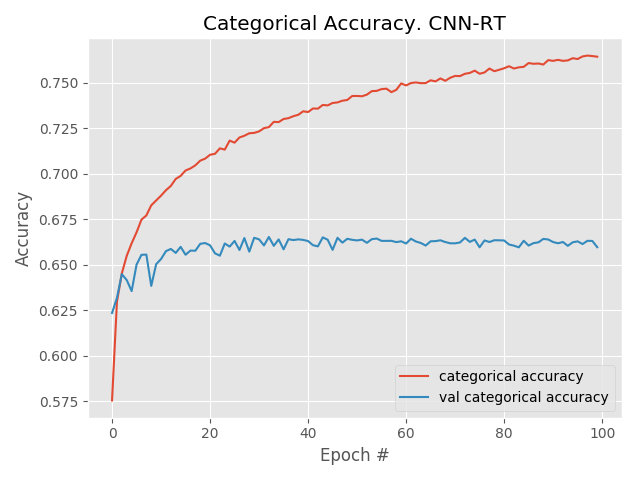 Categorical Accuracy. CNN-RT
Accuracy
0.750
0.725
0.700
0.675
0.650
0.625
0.600
0.575
0 20 40 60 80 100
Epoch #
categorical accuracy
val categorical accuracy